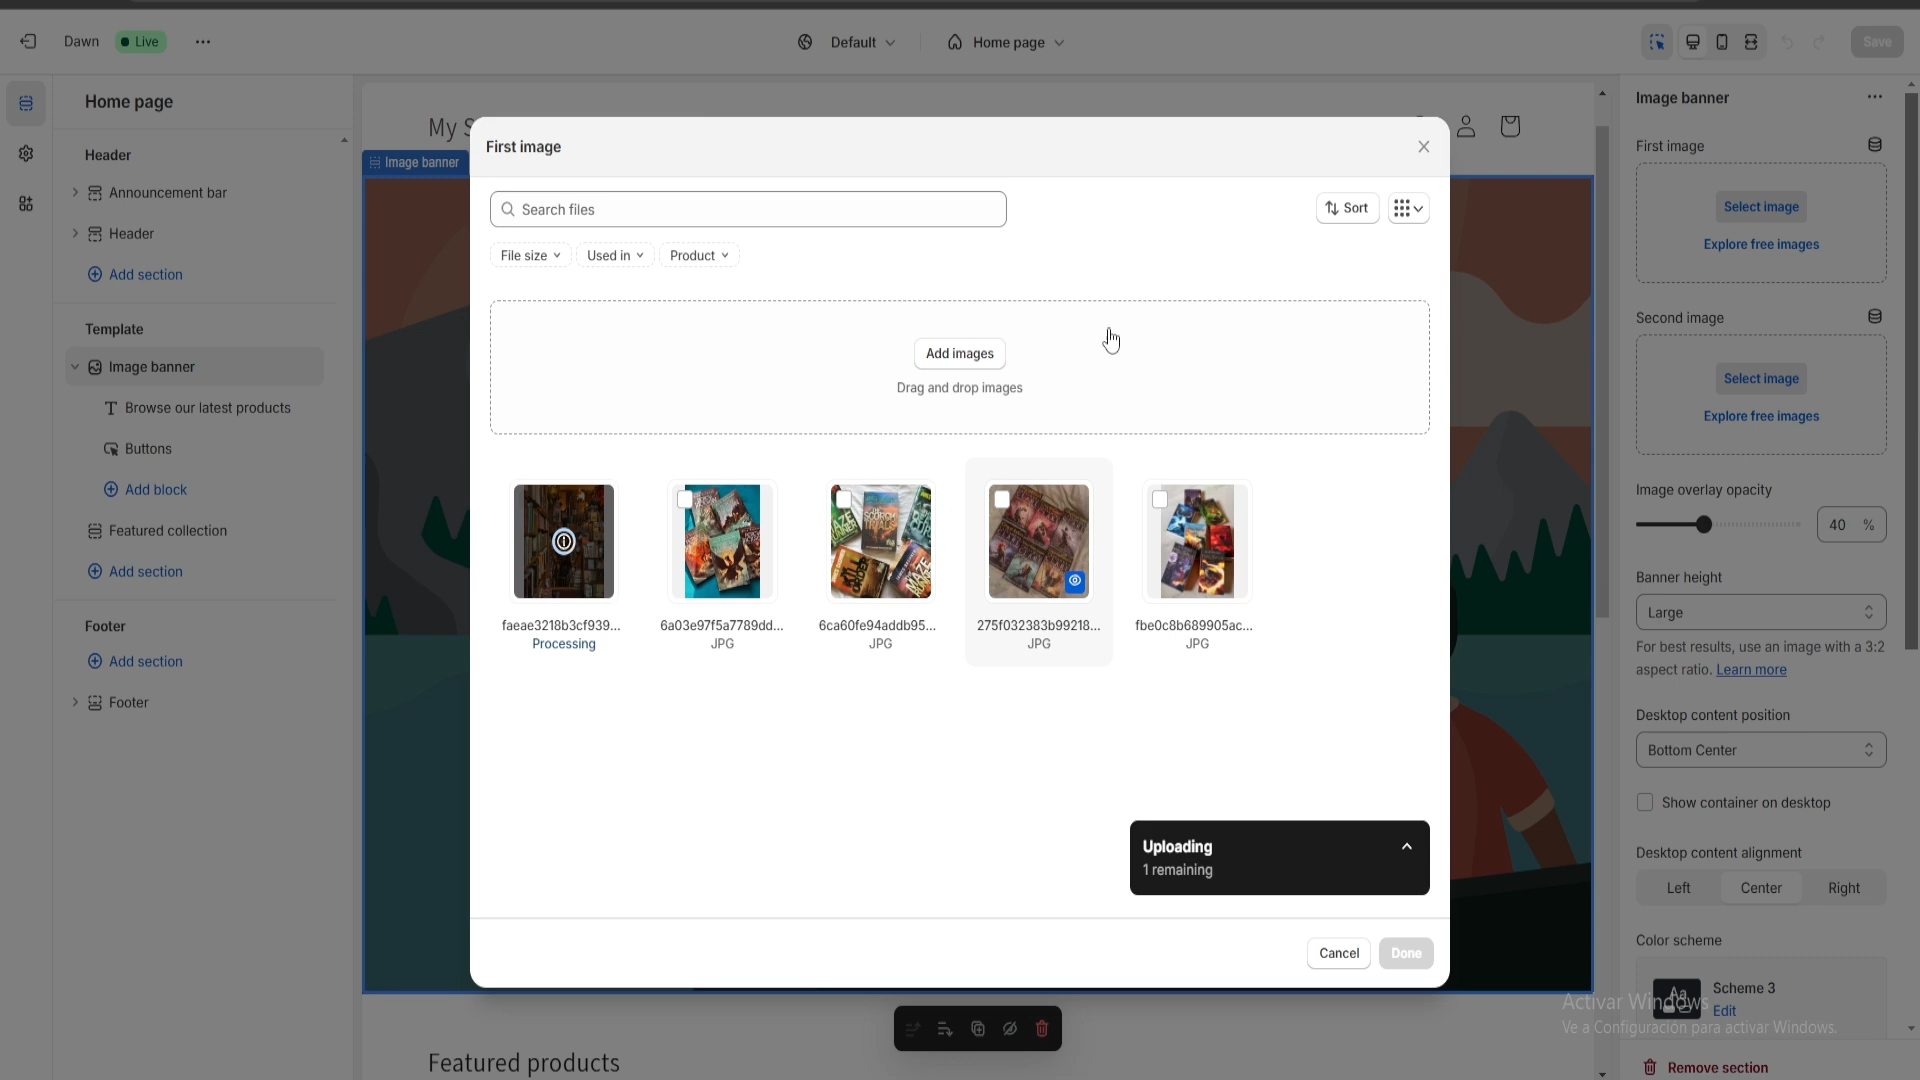 Dawn
Live
Default
Home page
Save
Home page
Header
Announcement bar
Header
Add section
Template
Image banner
Browse our latest products
Buttons
Add block
Featured collection
Add section
Footer
Add section
Footer
My S
Image banner
First image
Search files
Sort
File size
Used in
Product
Add images
Drag and drop images
faeae3218b3cf939...
Processing
6a03e97f5a7789dd...
JPG
6ca60fe94addb95...
JPG
275f032383b99218...
JPG
fbe0c8b689905ac...
JPG
Uploading
1 remaining
Cancel
Done
Featured products
Image banner
First image
Select image
Explore free images
Second image
Select image
Explore free images
Image overlay opacity
40 %
Banner height
Large
For best results, use an image with a 3:2
aspect ratio. Learn more
Desktop content position
Bottom Center
Show container on desktop
Desktop content alignment
Left
Center
Right
Color scheme
Aa
Scheme 3
Edit
Activar Windows
Ve a Configuración para activar Windows.
Remove section